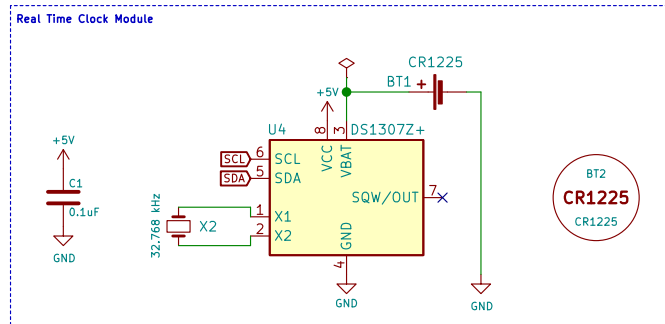 Real Time Clock Module
CR1225
BT1 +
+5V
U4
8
3
DS1307Z+
+5V
VCC
VBAT
SCL
6
SCL
SDA
5
SDA
C1
0.1uF
GND
32.768 kHz
X2
1
X1
2
X2
SQW/OUT
7
GND
4
GND
GND
BT2
CR1225
CR1225